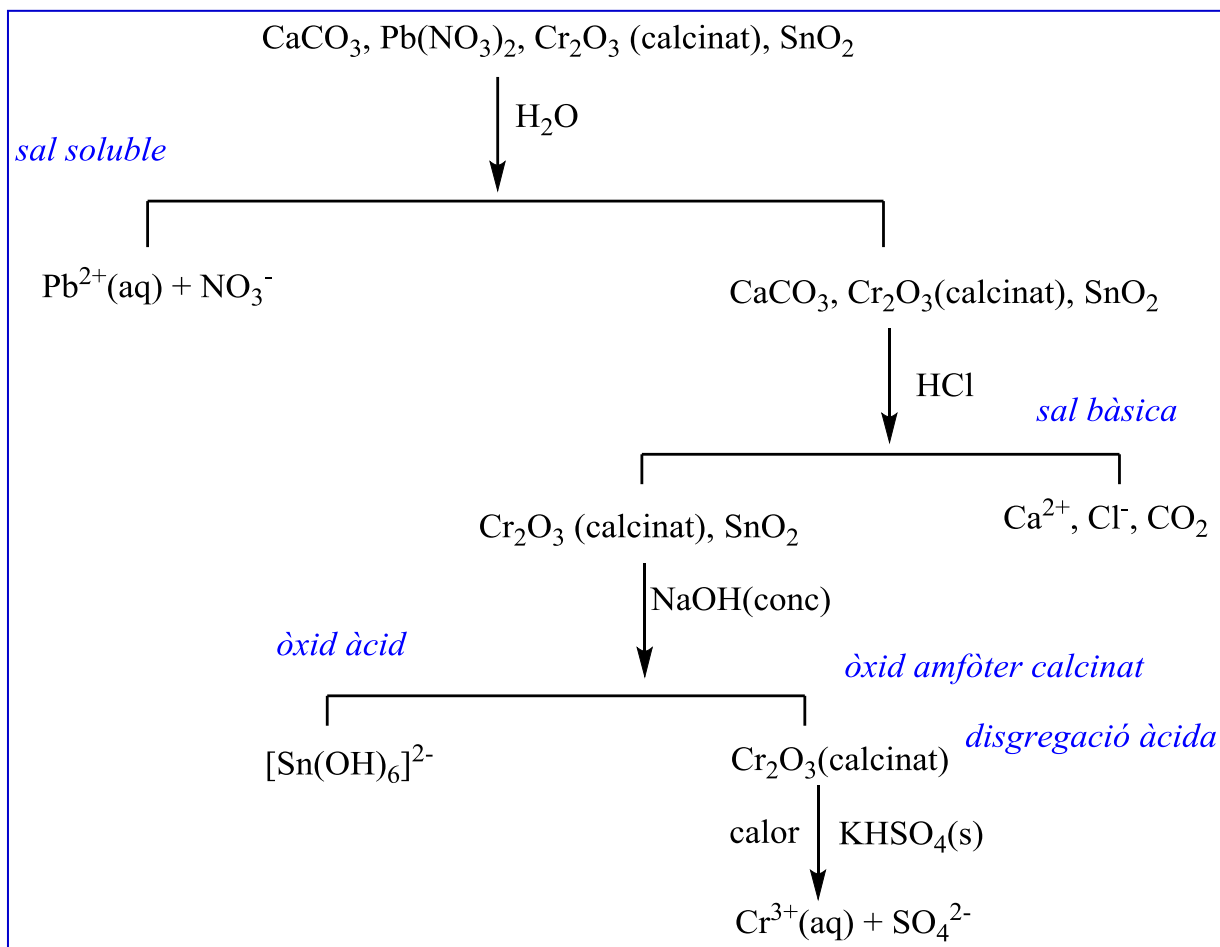 CaCO₃, Pb(NO₃)₂, Cr₂O₃ (calcinat), SnO₂
H₂O
sal soluble
Pb²⁺(aq) + NO₃⁻
CaCO₃, Cr₂O₃(calcinat), SnO₂
HCl
sal bàsica
Cr₂O₃ (calcinat), SnO₂
Ca²⁺, Cl⁻, CO₂
NaOH(conc)
òxid àcid
òxid amfòter calcinat
disgregació àcida
[Sn(OH)₆]²⁻
Cr₂O₃(calcinat)
calor
KHSO₄(s)
Cr³⁺(aq) + SO₄²⁻